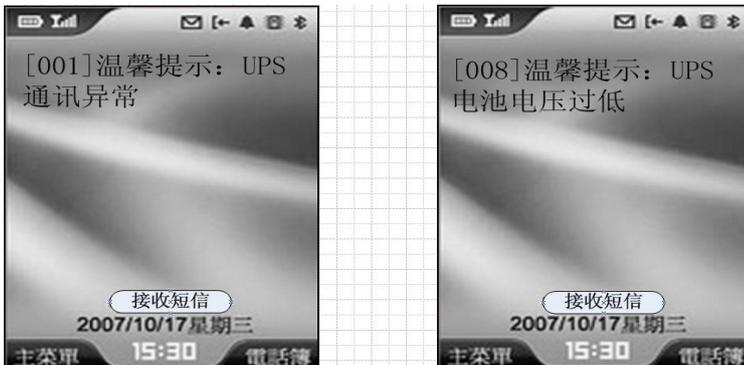 [001]温馨提示：UPS
通讯异常
接收短信
2007/10/17星期三
主菜單
15:30
電話簿
[008]温馨提示：UPS
电池电压过低
接收短信
2007/10/17星期三
主菜單
15:30
電話簿